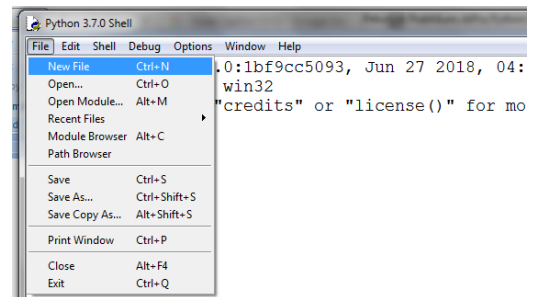 Python 3.7.0 Shell
File Edit Shell Debug Options Window Help
New File Ctrl+N
.0:1bf9cc5093, Jun 27 2018, 04:
Open... Ctrl+O
win32
Open Module... Alt+M
"credits" or "license()" for mo
Recent Files
Module Browser Alt+C
Path Browser
Save Ctrl+S
Save As... Ctrl+Shift+S
Save Copy As... Alt+Shift+S
Print Window Ctrl+P
Close Alt+F4
Exit Ctrl+Q